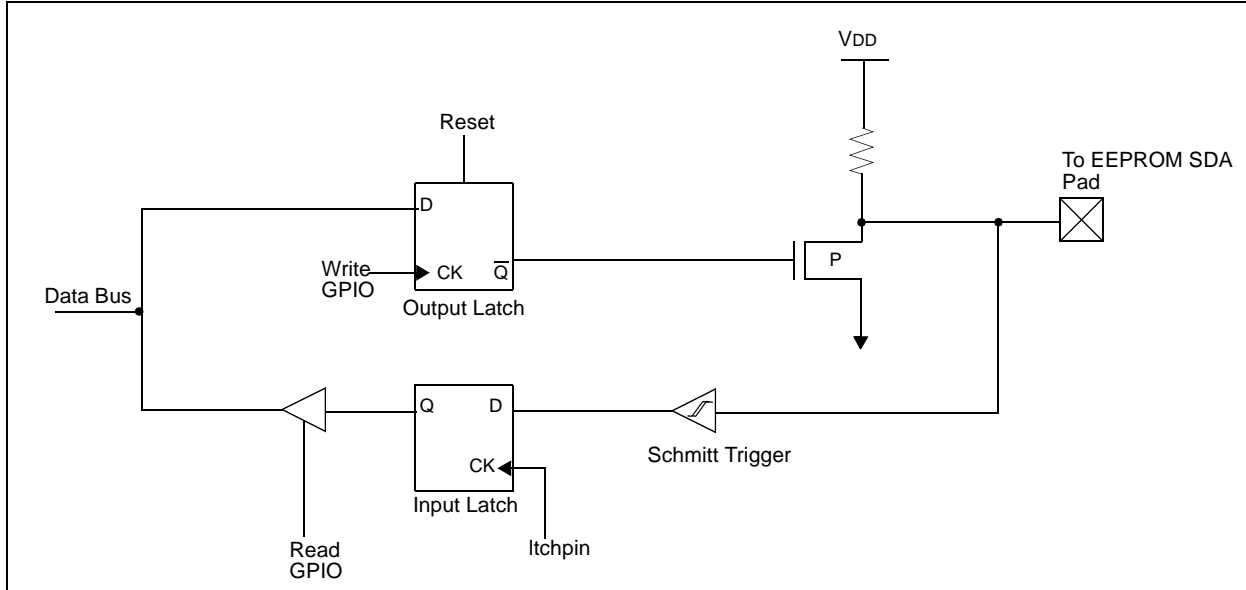 VDD
Reset
To EEPROM SDA
Pad
D
P
Write
GPIO
CK
Q
Data Bus
Output Latch
Q
D
Schmitt Trigger
CK
Input Latch
ltchpin
Read
GPIO